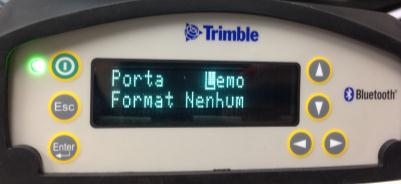 Trimble
Porta Lemo
Format Nenhum
Esc
Enter
Bluetooth®